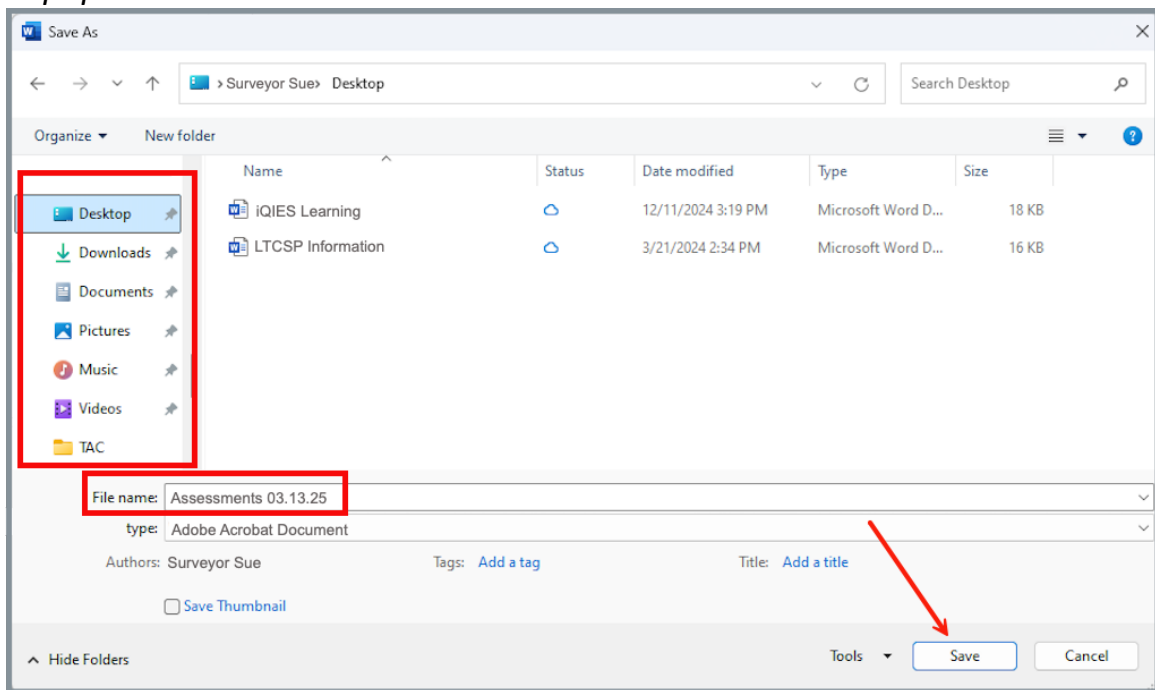 Save As
> Surveyor Sue> Desktop
Search Desktop
Organize
New folder
Name Status Date modified Type Size
Desktop
iQIES Learning 12/11/2024 3:19 PM Microsoft Word D... 18 KB
Downloads
LTCSP Information 3/21/2024 2:34 PM Microsoft Word D... 16 KB
Documents
Pictures
Music
Videos
TAC
File name: Assessments 03.13.25
type: Adobe Acrobat Document
Authors: Surveyor Sue Tags: Add a tag Title: Add a title
Save Thumbnail
Hide Folders Tools Save Cancel